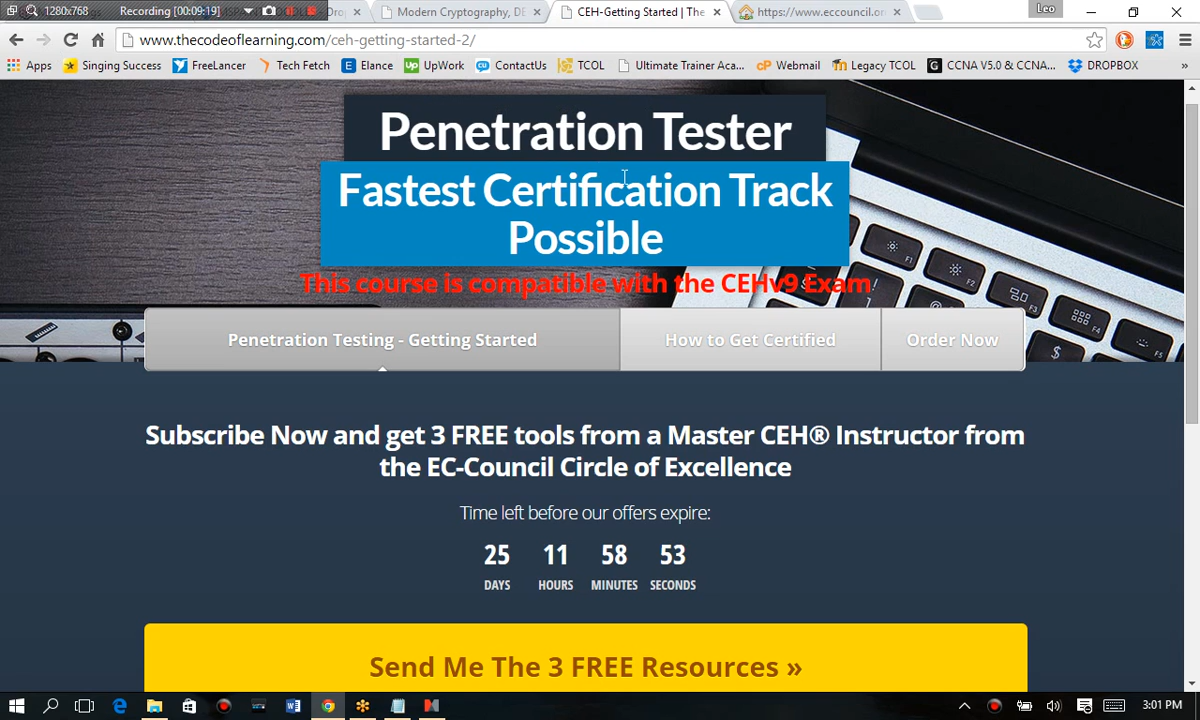 1280x768 Recording [00:09:19] Drop Modern Cryptography, DE CEH-Getting Started | The https://www.eccouncil.or Leo
www.thecodeoflearning.com/ceh-getting-started-2/
Apps Singing Success FreeLancer Tech Fetch Elance UpWork ContactUs TCOL Ultimate Trainer Aca... Webmail Legacy TCOL CCNA V5.0 & CCNA... DROPBOX »
Penetration Tester
Fastest Certification Track
Possible
This course is compatible with the CEHv9 Exam
Penetration Testing - Getting Started How to Get Certified Order Now
Subscribe Now and get 3 FREE tools from a Master CEH® Instructor from
the EC-Council Circle of Excellence
Time left before our offers expire:
25 11 58 53
DAYS HOURS MINUTES SECONDS
Send Me The 3 FREE Resources »
3:01 PM